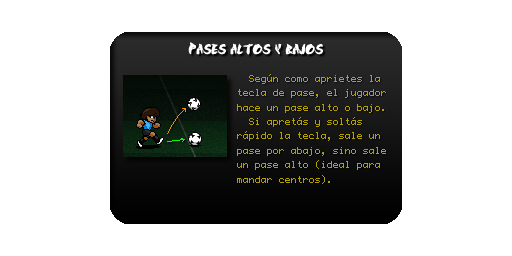 Pases altos y bajos
Según como aprietes la
tecla de pase, el jugador
hace un pase alto o bajo.
Si apretás y soltás
rápido la tecla, sale un
pase por abajo, sino sale
un pase alto (ideal para
mandar centros).